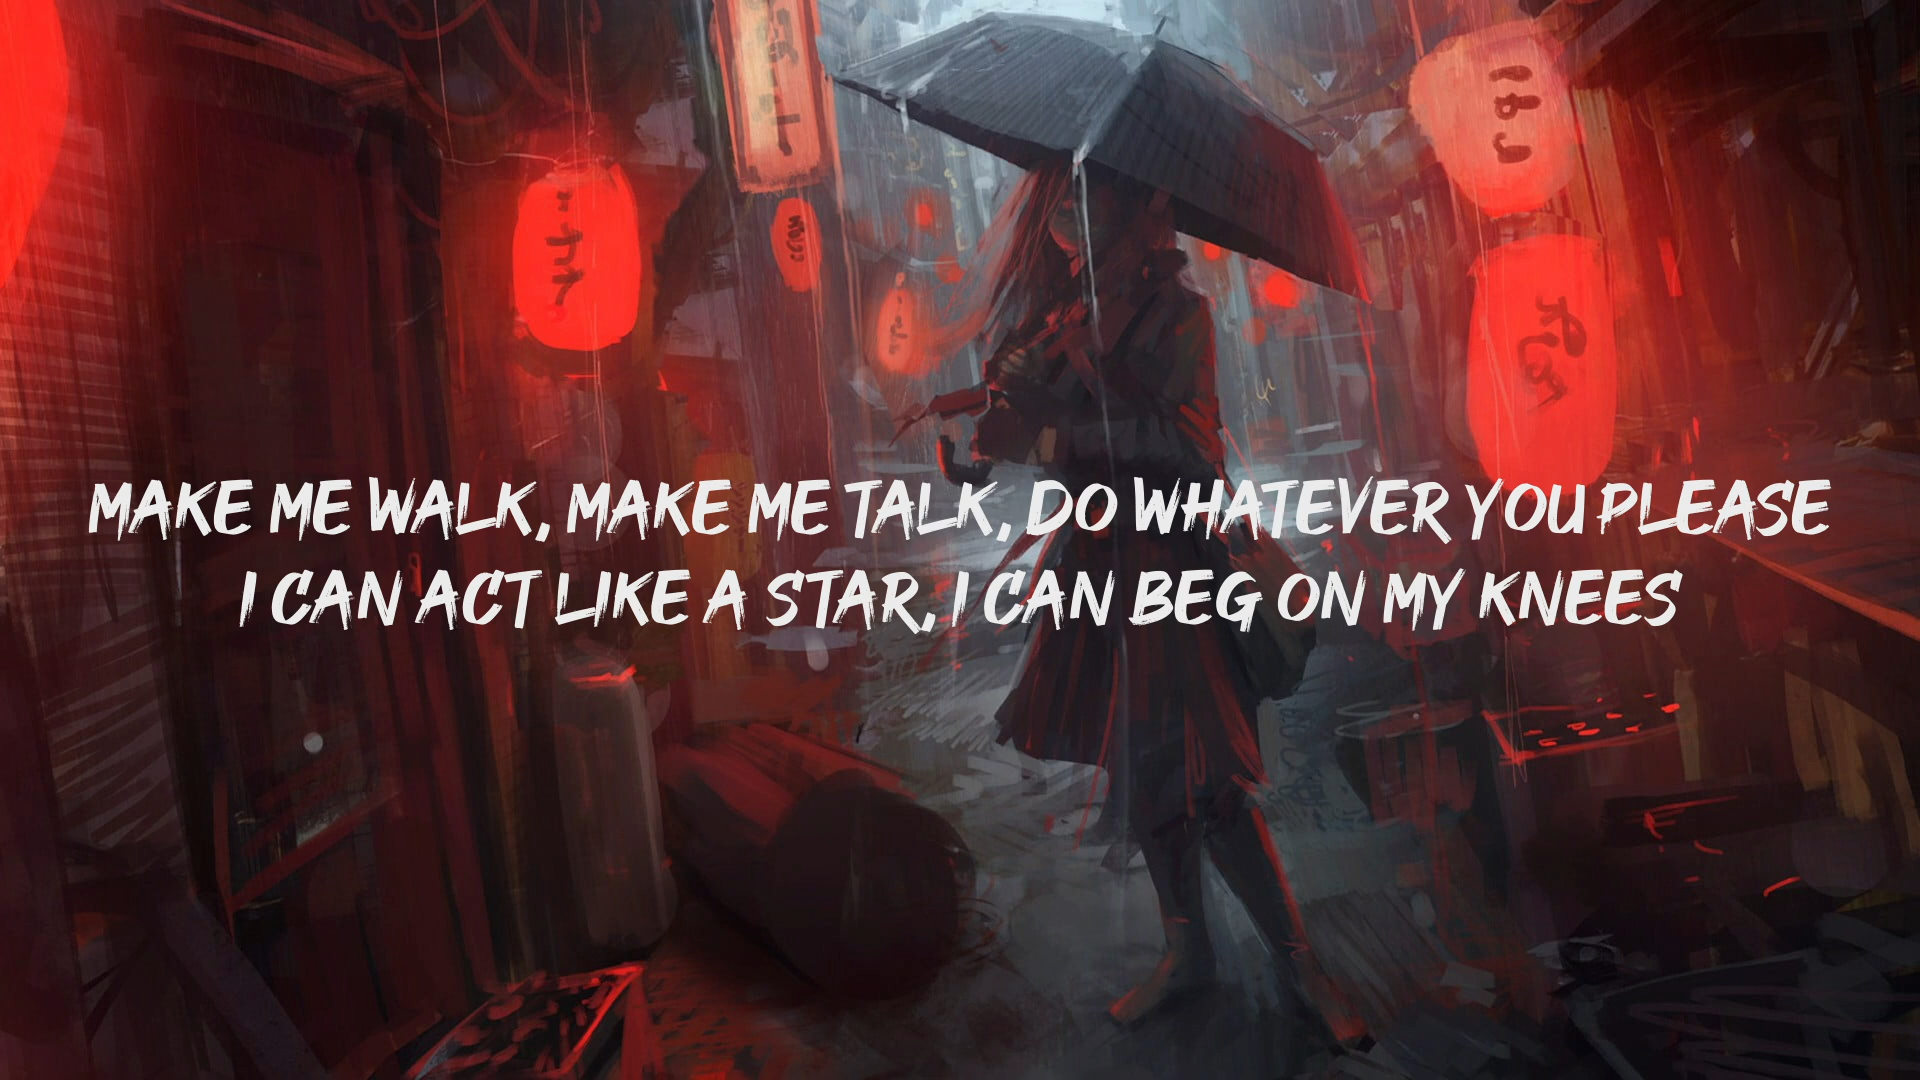 MAKE ME WALK, MAKE ME TALK, DO WHATEVER YOU PLEASE
I CAN ACT LIKE A STAR, I CAN BEG ON MY KNEES